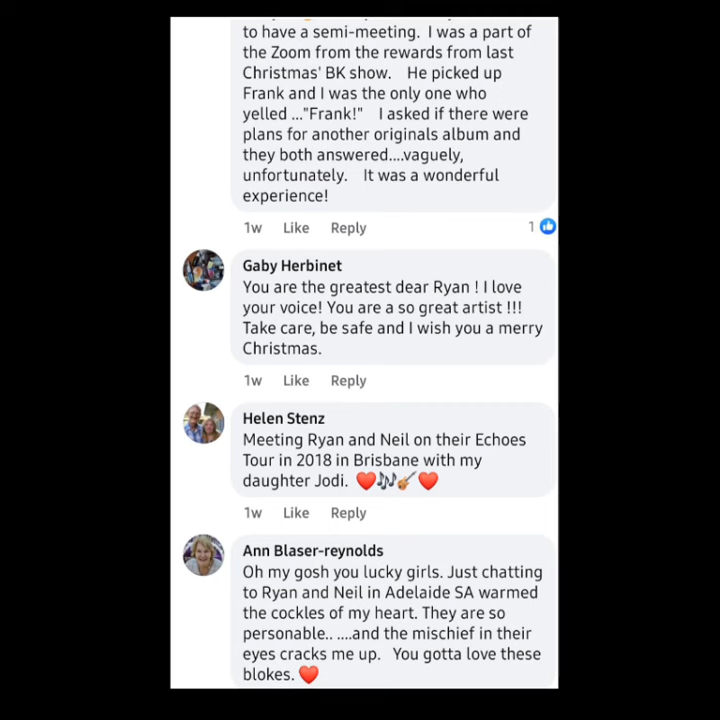 to have a semi-meeting. I was a part of
the Zoom from the rewards from last
Christmas' BK show. He picked up
Frank and I was the only one who
yelled ..."Frank!" I asked if there were
plans for another originals album and
they both answered....vaguely,
unfortunately. It was a wonderful
experience!
1w Like Reply 1
Gaby Herbinet
You are the greatest dear Ryan ! I love
your voice! You are a so great artist !!!
Take care, be safe and I wish you a merry
Christmas.
1w Like Reply
Helen Stenz
Meeting Ryan and Neil on their Echoes
Tour in 2018 in Brisbane with my
daughter Jodi. ❤️🎶🎸❤️
1w Like Reply
Ann Blaser-reynolds
Oh my gosh you lucky girls. Just chatting
to Ryan and Neil in Adelaide SA warmed
the cockles of my heart. They are so
personable.. ....and the mischief in their
eyes cracks me up. You gotta love these
blokes. ❤️